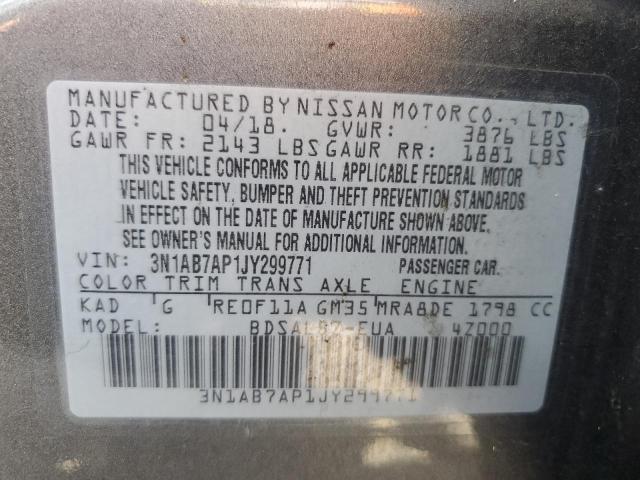 MANUFACTURED BY NISSAN MOTOR CO., LTD.
DATE: 04/18. GVWR: 3876 LBS
GAWR FR: 2143 LBS GAWR RR: 1881 LBS
THIS VEHICLE CONFORMS TO ALL APPLICABLE FEDERAL MOTOR
VEHICLE SAFETY, BUMPER AND THEFT PREVENTION STANDARDS
IN EFFECT ON THE DATE OF MANUFACTURE SHOWN ABOVE.
SEE OWNER'S MANUAL FOR ADDITIONAL INFORMATION.
VIN: 3N1AB7AP1JY299771 PASSENGER CAR.
COLOR TRIM TRANS AXLE ENGINE
KAD G RE0F11A GM35 MRA8DE 1798 CC
MODEL: 4Z000
3N1AB7AP1JY299771